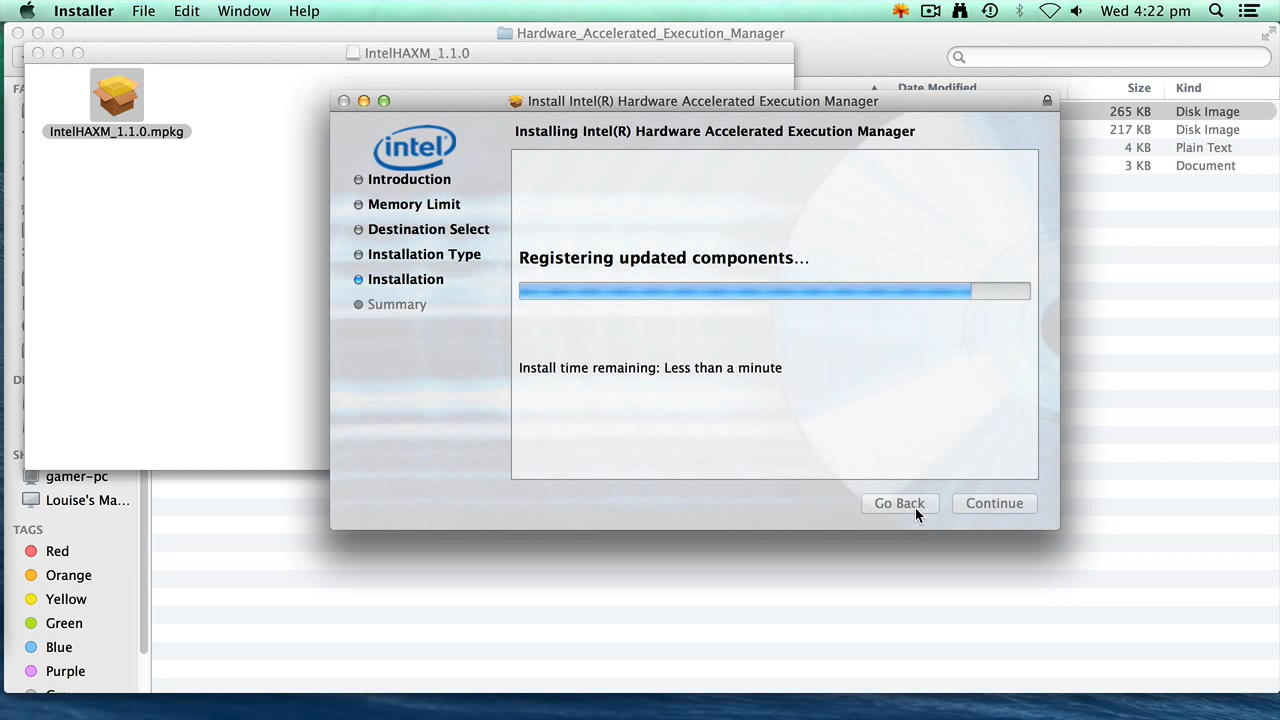 Installer File Edit Window Help Wed 4:22 pm
Hardware_Accelerated_Execution_Manager
IntelHAXM_1.1.0
Date Modified Size Kind
265 KB Disk Image
217 KB Disk Image
4 KB Plain Text
3 KB Document
IntelHAXM_1.1.0.mpkg
Install Intel(R) Hardware Accelerated Execution Manager
intel
Introduction
Memory Limit
Destination Select
Installation Type
Installation
Summary
Installing Intel(R) Hardware Accelerated Execution Manager
Registering updated components...
Install time remaining: Less than a minute
Go Back Continue
gamer-pc
Louise's Ma...
TAGS
Red
Orange
Yellow
Green
Blue
Purple